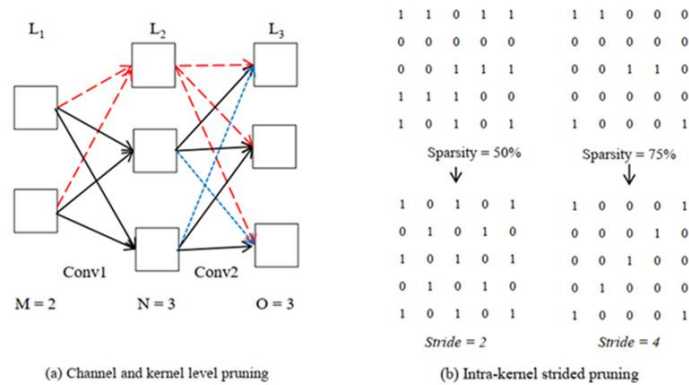 L1 L2 L3
Conv1 Conv2
M = 2 N = 3 O = 3
(a) Channel and kernel level pruning
1 1 0 1 1
0 0 0 0 0
0 0 1 1 1
1 1 1 0 0
1 0 1 0 1
Sparsity = 50%
1 0 1 0 1
0 1 0 1 0
1 0 1 0 1
0 1 0 1 0
1 0 1 0 1
Stride = 2
1 1 0 0 0
0 0 0 0 0
0 0 1 1 0
0 0 0 0 0
1 0 0 0 1
Sparsity = 75%
1 0 0 0 1
0 0 0 1 0
0 0 1 0 0
0 1 0 0 0
1 0 0 0 1
Stride = 4
(b) Intra-kernel strided pruning